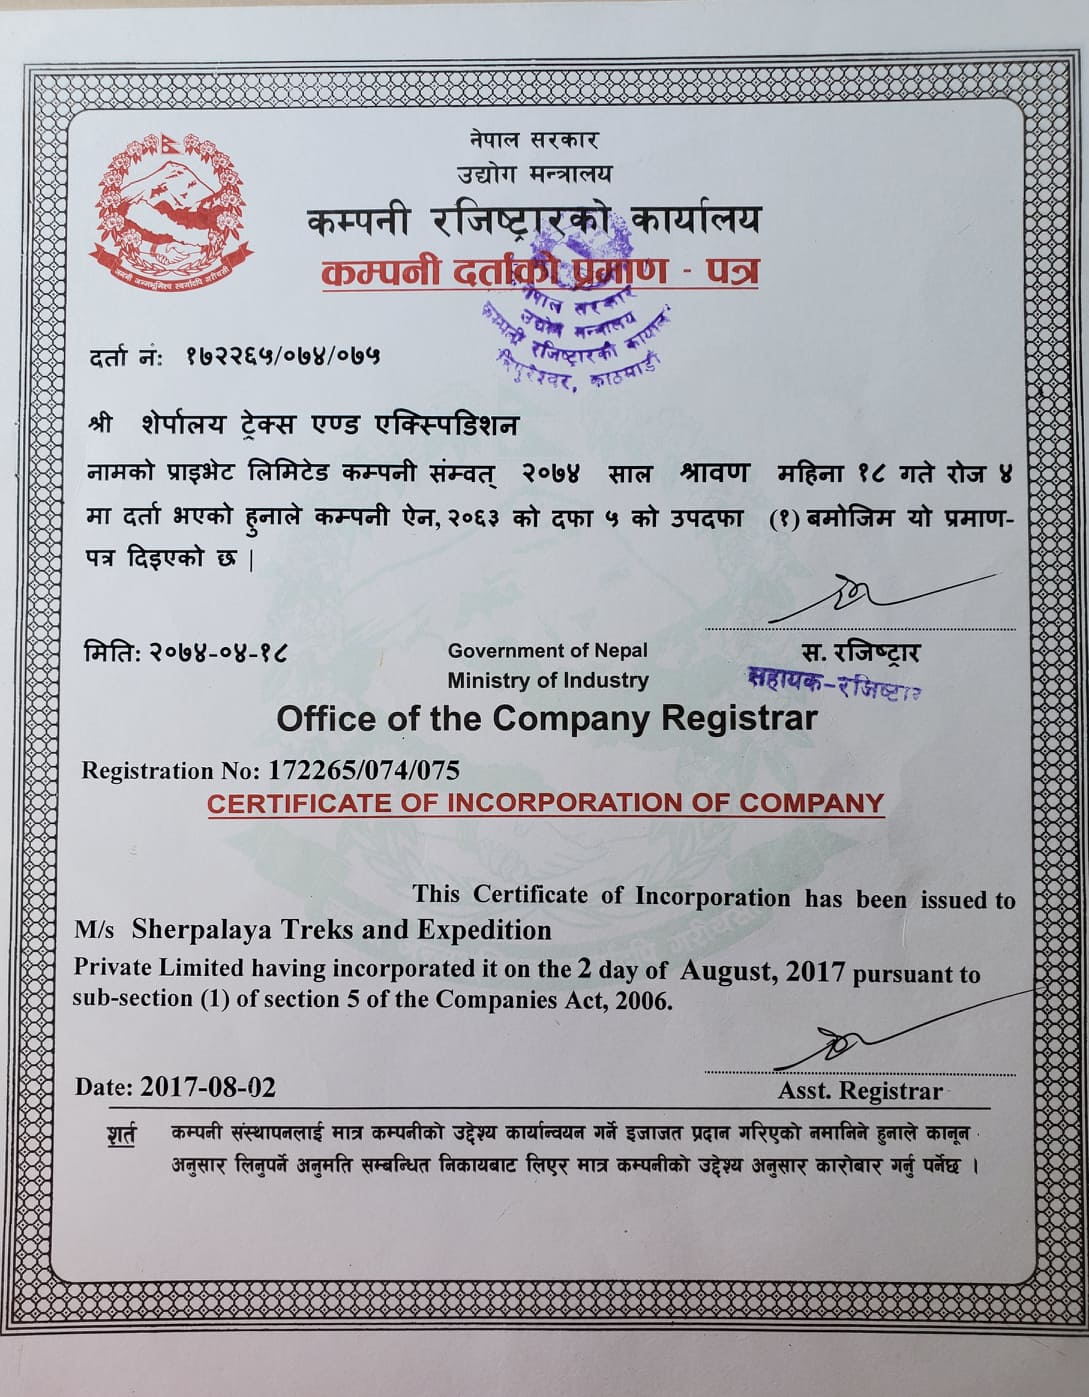 नेपाल सरकार
उद्योग मन्त्रालय
कम्पनी रजिष्ट्रारको कार्यालय
कम्पनी दर्ताको प्रमाण - पत्र
जननी जन्मभूमिश्च स्वर्गादपि गरीयसी
नेपाल सरकार
उद्योग मन्त्रालय
कम्पनी रजिष्ट्रारको कार्यालय
त्रिपुरेश्वर, काठमाडौं
दर्ता नं: १७२२६५/०७४/०७५
श्री शेर्पालय ट्रेक्स एण्ड एक्स्पिडिशन
नामको प्राइभेट लिमिटेड कम्पनी संम्वत् २०७४ साल श्रावण महिना १८ गते रोज ४
मा दर्ता भएको हुनाले कम्पनी ऐन,२०६३ को दफा ५ को उपदफा (१) बमोजिम यो प्रमाण-
पत्र दिइएको छ |
मिति: २०७४-०४-१८
स. रजिष्ट्रार
सहायक-रजिष्टार
Government of Nepal
Ministry of Industry
Office of the Company Registrar
Registration No: 172265/074/075
CERTIFICATE OF INCORPORATION OF COMPANY
This Certificate of Incorporation has been issued to
M/s Sherpalaya Treks and Expedition
Private Limited having incorporated it on the 2 day of August, 2017 pursuant to
sub-section (1) of section 5 of the Companies Act, 2006.
Date: 2017-08-02
Asst. Registrar
शर्त कम्पनी संस्थापनलाई मात्र कम्पनीको उद्देश्य कार्यान्वयन गर्ने इजाजत प्रदान गरिएको नमानिने हुनाले कानून
अनुसार लिनुपर्ने अनुमति सम्बन्धित निकायबाट लिएर मात्र कम्पनीको उद्देश्य अनुसार कारोबार गर्नु पर्नेछ ।